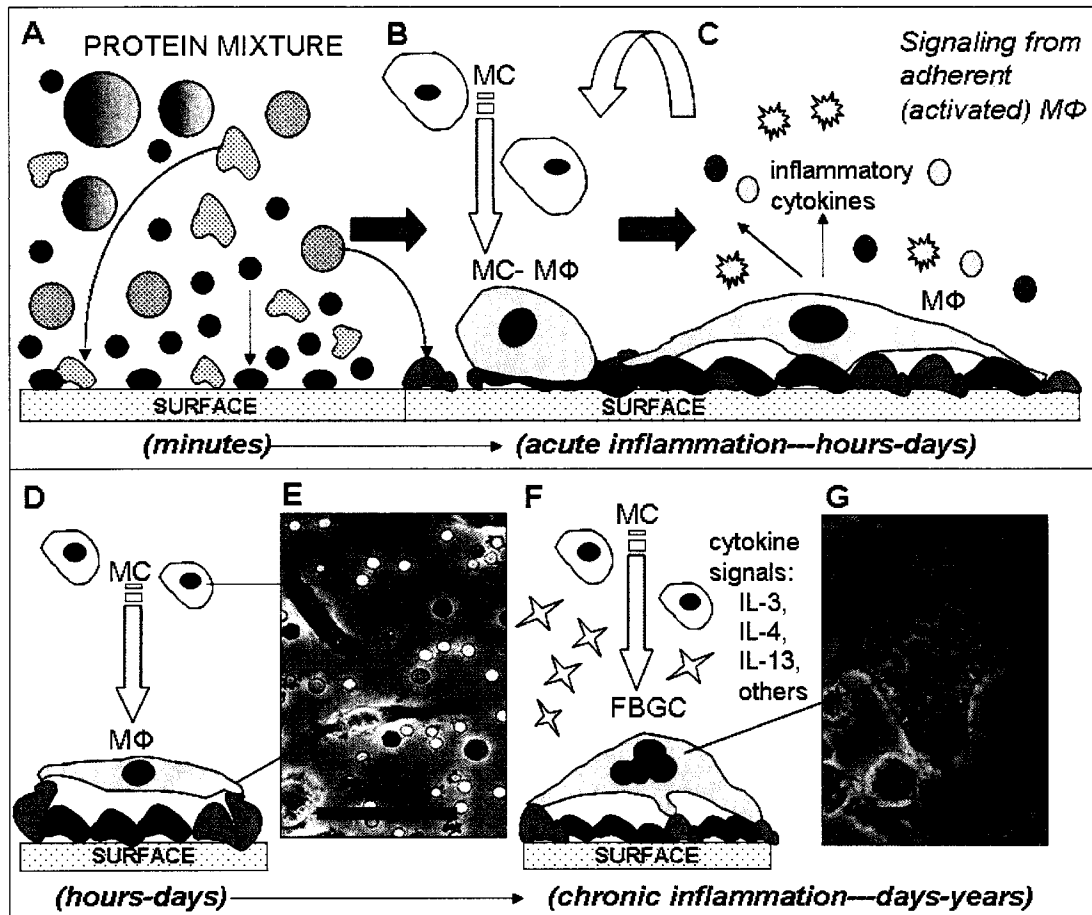 A
PROTEIN MIXTURE
B
MC
MC- MΦ
C
Signaling from
adherent
(activated) MΦ
inflammatory
cytokines
MΦ
SURFACE
SURFACE
(minutes)
(acute inflammation---hours-days)
D
MC
MΦ
SURFACE
E
F
MC
cytokine
signals:
IL-3,
IL-4,
IL-13,
others
FBGC
SURFACE
G
(hours-days)
(chronic inflammation---days-years)